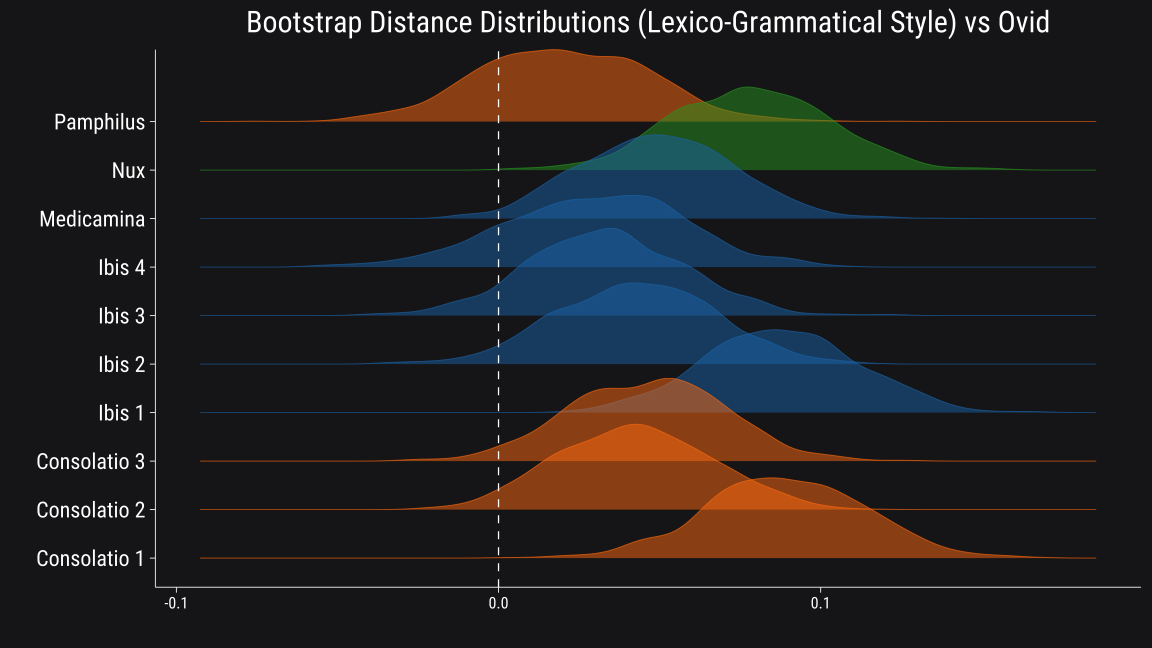 Bootstrap Distance Distributions (Lexico-Grammatical Style) vs Ovid
Pamphilus
Nux
Medicamina
Ibis 4
Ibis 3
Ibis 2
Ibis 1
Consolatio 3
Consolatio 2
Consolatio 1
-0.1 0.0 0.1